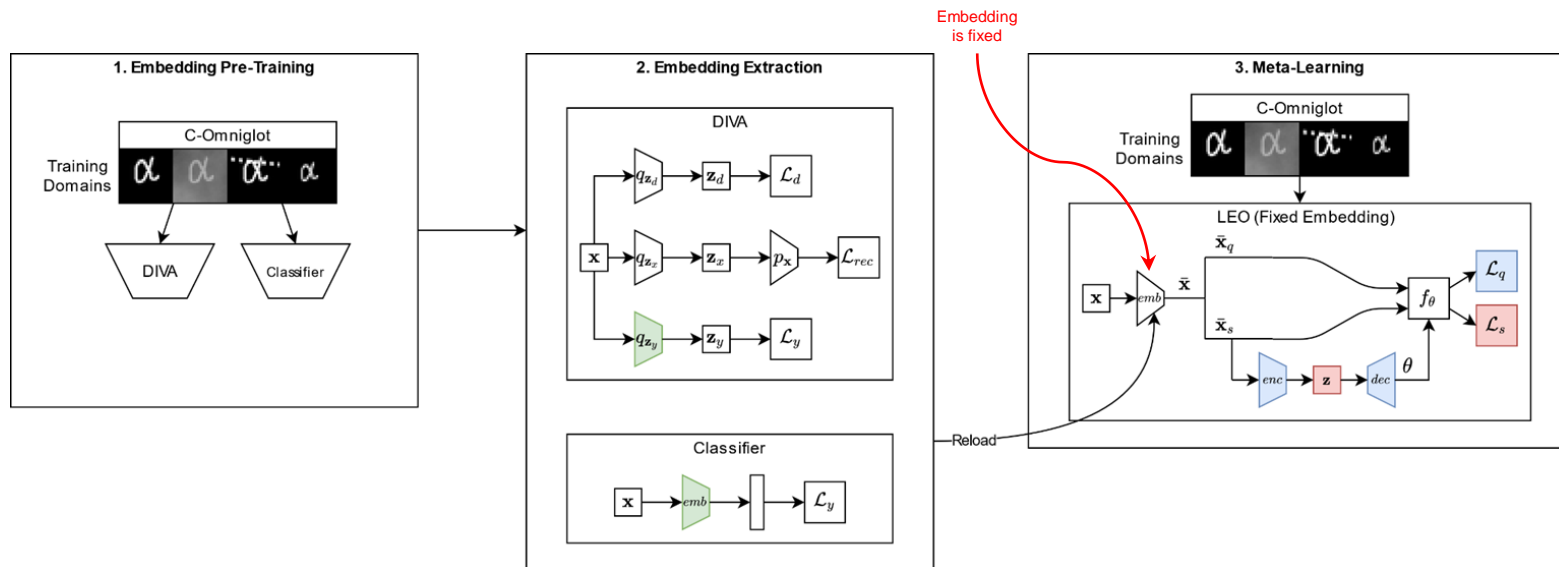 Embedding
is fixed
1. Embedding Pre-Training
C-Omniglot
Training
Domains
α α α α
DIVA
Classifier
2. Embedding Extraction
DIVA
x
q_{z_d}
z_d
ℒ_d
q_{z_x}
z_x
p_x
ℒ_{rec}
q_{z_y}
z_y
ℒ_y
Classifier
x
emb
ℒ_y
Reload
3. Meta-Learning
C-Omniglot
Training
Domains
α α α α
LEO (Fixed Embedding)
x
emb
x̄
x̄_q
x̄_s
f_θ
ℒ_q
ℒ_s
enc
z
dec
θ